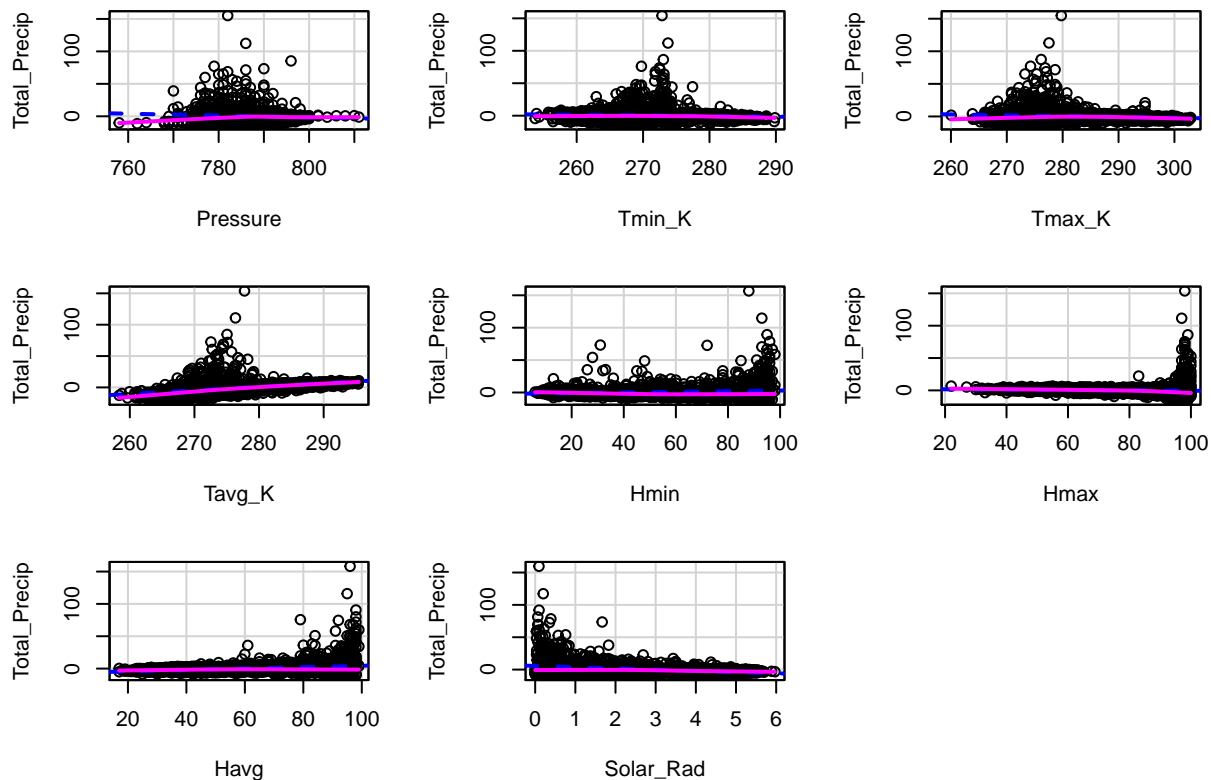 Total_Precip
100
0
760 780 800
Pressure
Total_Precip
100
0
260 270 280 290
Tmin_K
Total_Precip
100
0
260 270 280 290 300
Tmax_K
Total_Precip
100
0
260 270 280 290
Tavg_K
Total_Precip
100
0
20 40 60 80 100
Hmin
Total_Precip
100
0
20 40 60 80 100
Hmax
Total_Precip
100
0
20 40 60 80 100
Havg
Total_Precip
100
0
0 1 2 3 4 5 6
Solar_Rad